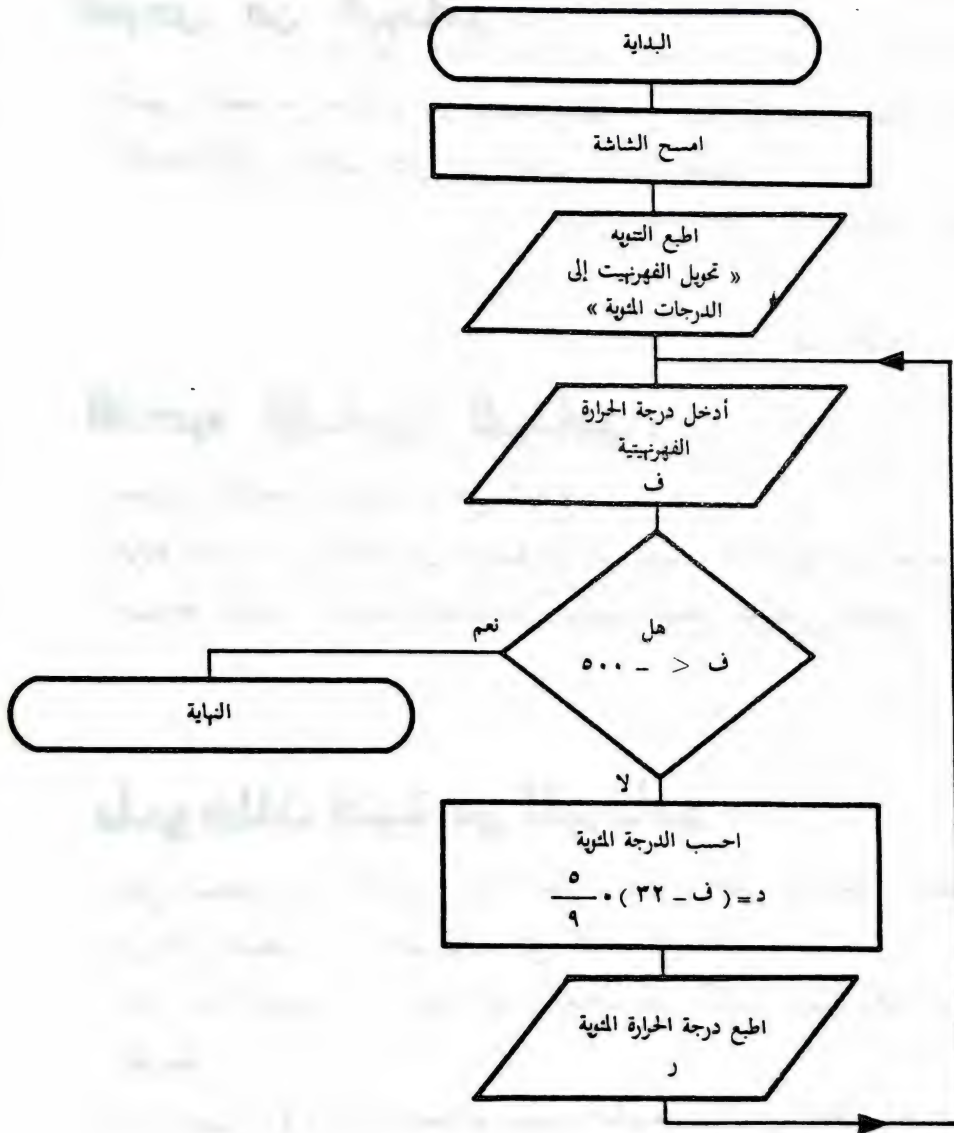 البداية
امسح الشاشة
اطبع التنويه
« تحويل الفهرنهيت إلى
الدرجات المئوية »
أدخل درجة الحرارة
الفهرنهيتية
ف
هل
ف < - ٥٠٠
نعم
النهاية
لا
احسب الدرجة المئوية
د = ( ف - ٣٢ ) • ٥/٩
اطبع درجة الحرارة المئوية
ر